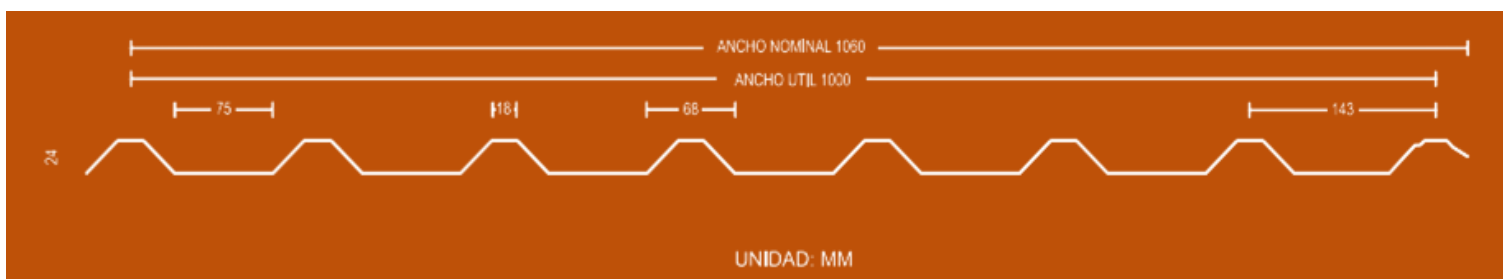 ANCHO NOMINAL 1060
ANCHO UTIL 1000
75
18
68
143
24
UNIDAD: MM